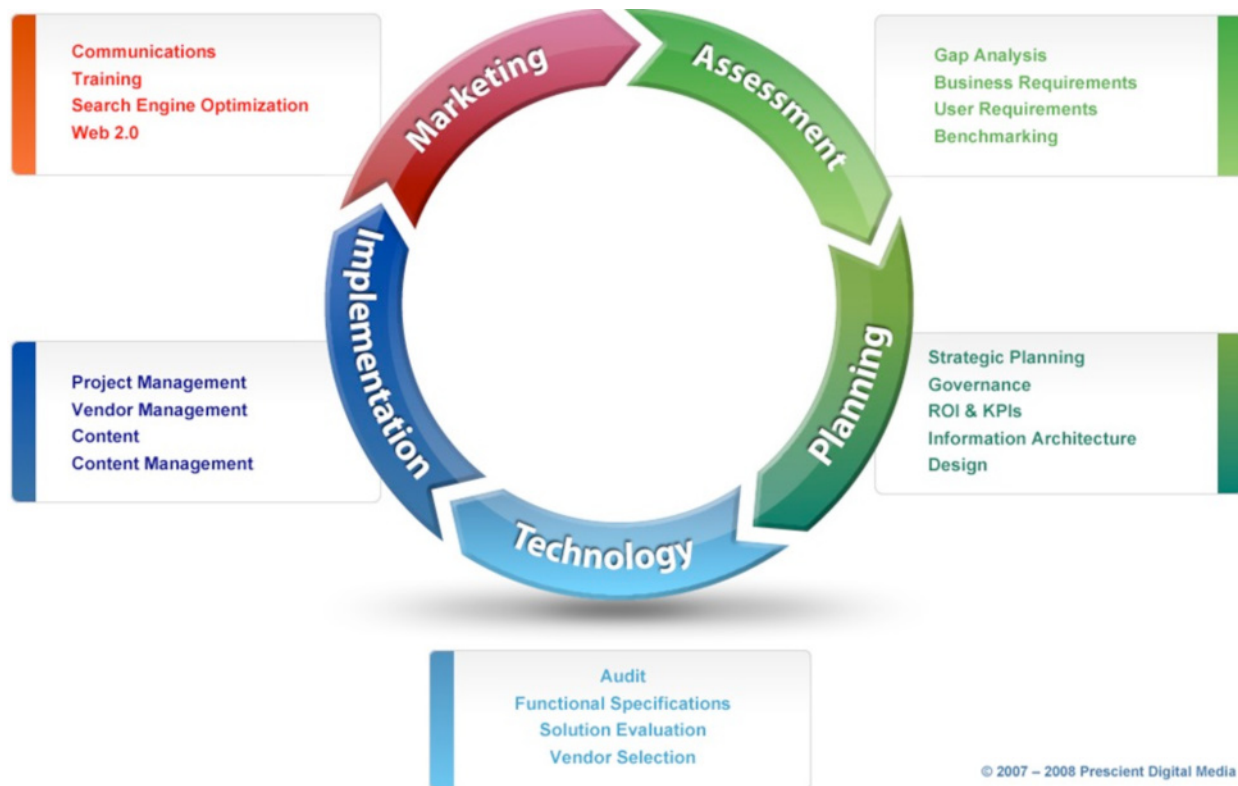 Marketing
Assessment
Planning
Technology
Implementation
Communications
Training
Search Engine Optimization
Web 2.0
Gap Analysis
Business Requirements
User Requirements
Benchmarking
Strategic Planning
Governance
ROI & KPIs
Information Architecture
Design
Project Management
Vendor Management
Content
Content Management
Audit
Functional Specifications
Solution Evaluation
Vendor Selection
© 2007 – 2008 Prescient Digital Media